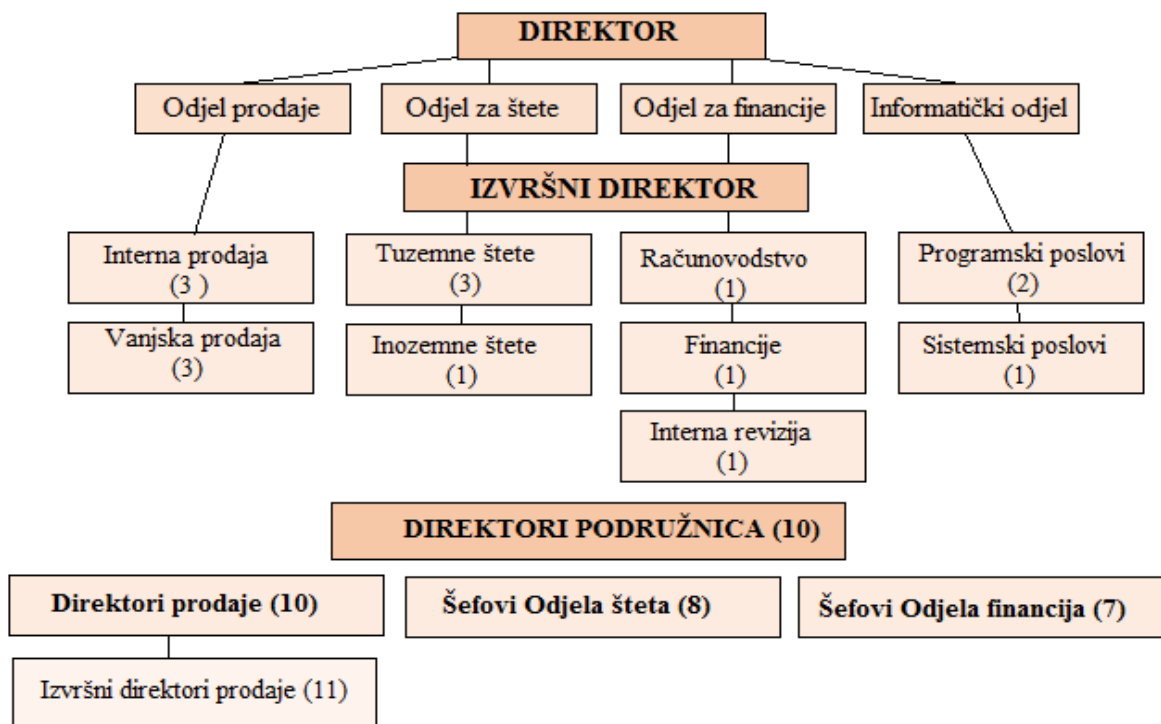 DIREKTOR
Odjel prodaje
Odjel za štete
Odjel za financije
Informatički odjel
IZVRŠNI DIREKTOR
Interna prodaja
(3 )
Tuzemne štete
(3)
Računovodstvo
(1)
Programski poslovi
(2)
Vanjska prodaja
(3)
Inozemne štete
(1)
Financije
(1)
Sistemski poslovi
(1)
Interna revizija
(1)
DIREKTORI PODRUŽNICA (10)
Direktori prodaje (10)
Šefovi Odjela šteta (8)
Šefovi Odjela financija (7)
Izvršni direktori prodaje (11)